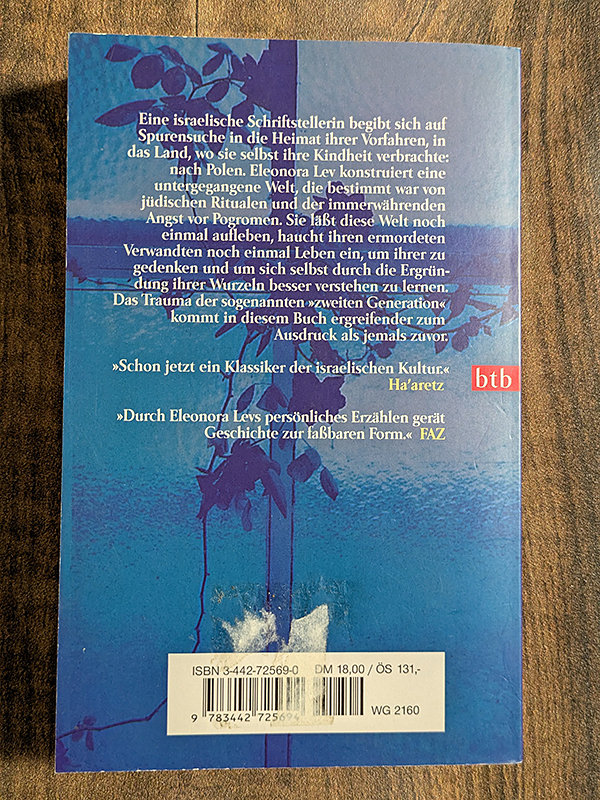 Eine israelische Schriftstellerin begibt sich auf
Spurensuche in die Heimat ihrer Vorfahren, in
das Land, wo sie selbst ihre Kindheit verbrachte:
nach Polen. Eleonora Lev konstruiert eine
untergegangene Welt, die bestimmt war von
jüdischen Ritualen und der immerwährenden
Angst vor Pogromen. Sie läßt diese Welt noch
einmal aufleben, haucht ihren ermordeten
Verwandten noch einmal Leben ein, um ihrer zu
gedenken und um sich selbst durch die Ergrün-
dung ihrer Wurzeln besser verstehen zu lernen.
Das Trauma der sogenannten »zweiten Generation«
kommt in diesem Buch ergreifender zum
Ausdruck als jemals zuvor.
»Schon jetzt ein Klassiker der israelischen Kultur.«
Ha'aretz
btb
»Durch Eleonora Levs persönliches Erzählen gerät
Geschichte zur faßbaren Form.« FAZ
ISBN 3-442-72569-0 DM 18,00 / ÖS 131,-
9 783442 72569
WG 2160